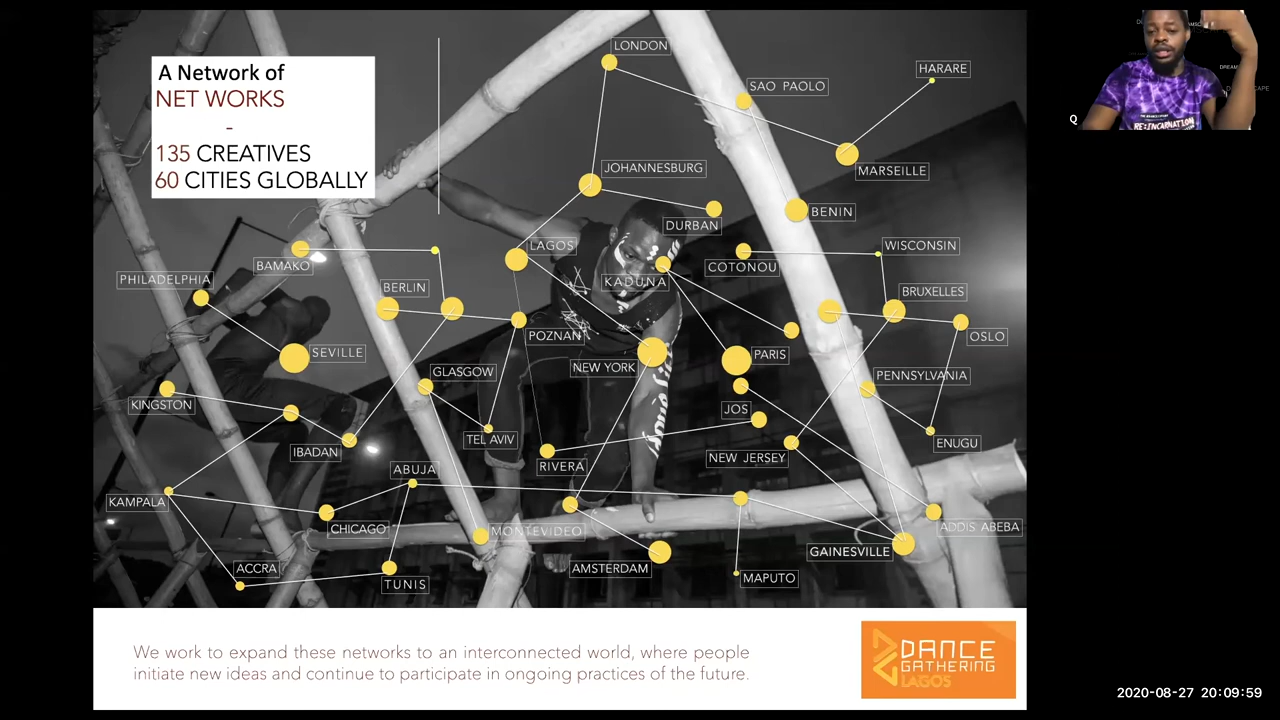 A Network of
NET WORKS
-
135 CREATIVES
60 CITIES GLOBALLY
LONDON
SAO PAOLO
HARARE
JOHANNESBURG
MARSEILLE
DURBAN
BENIN
LAGOS
WISCONSIN
BAMAKO
COTONOU
PHILADELPHIA
KADUNA
BERLIN
BRUXELLES
POZNAN
OSLO
SEVILLE
PARIS
NEW YORK
GLASGOW
PENNSYLVANIA
KINGSTON
JOS
TEL AVIV
ENUGU
IBADAN
NEW JERSEY
RIVERA
ABUJA
KAMPALA
CHICAGO
MONTEVIDEO
ADDIS ABEBA
GAINESVILLE
ACCRA
AMSTERDAM
TUNIS
MAPUTO
We work to expand these networks to an interconnected world, where people
initiate new ideas and continue to participate in ongoing practices of the future.
DANCE
GATHERING
LAGOS
Q
DREAM
RE:INCARNATION
2020-08-27 20:09:59